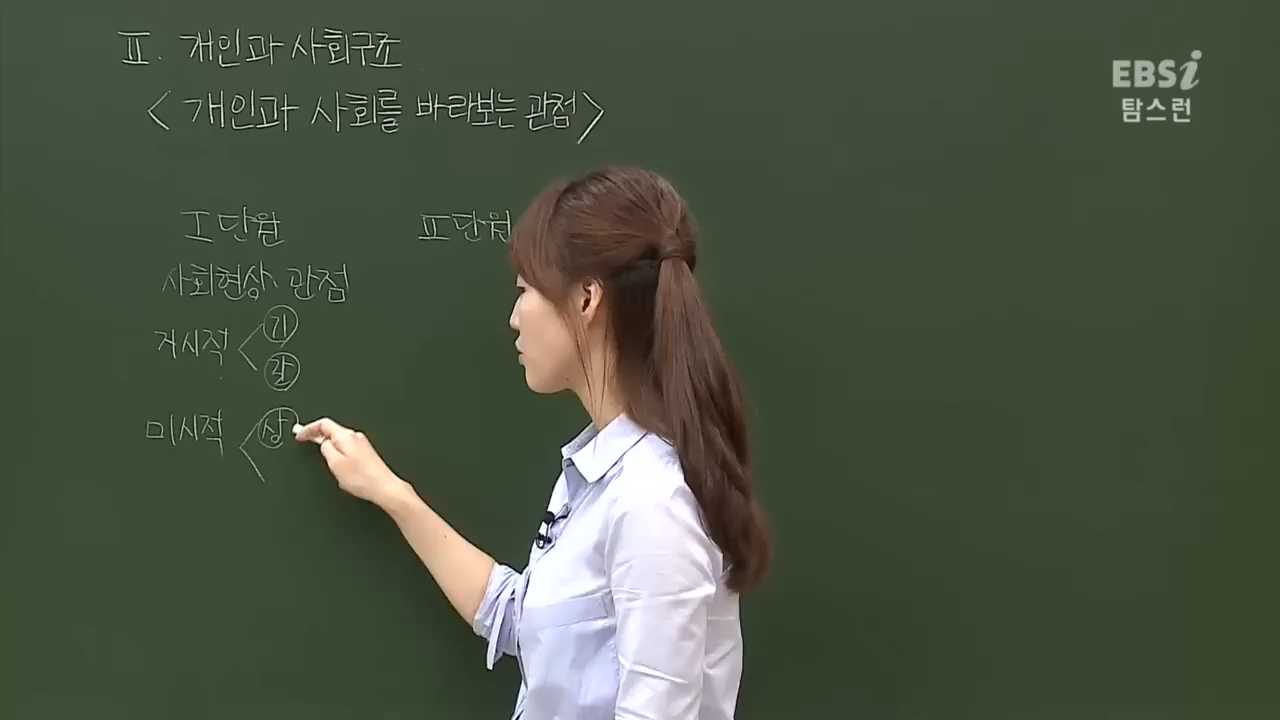 Ⅱ. 개인과 사회구조
< 개인과 사회를 바라보는 관점 >
EBSi
탐스런
Ⅰ단원
Ⅱ단원
사회현상. 관점
거시적 < 기
갈
미시적 < 상